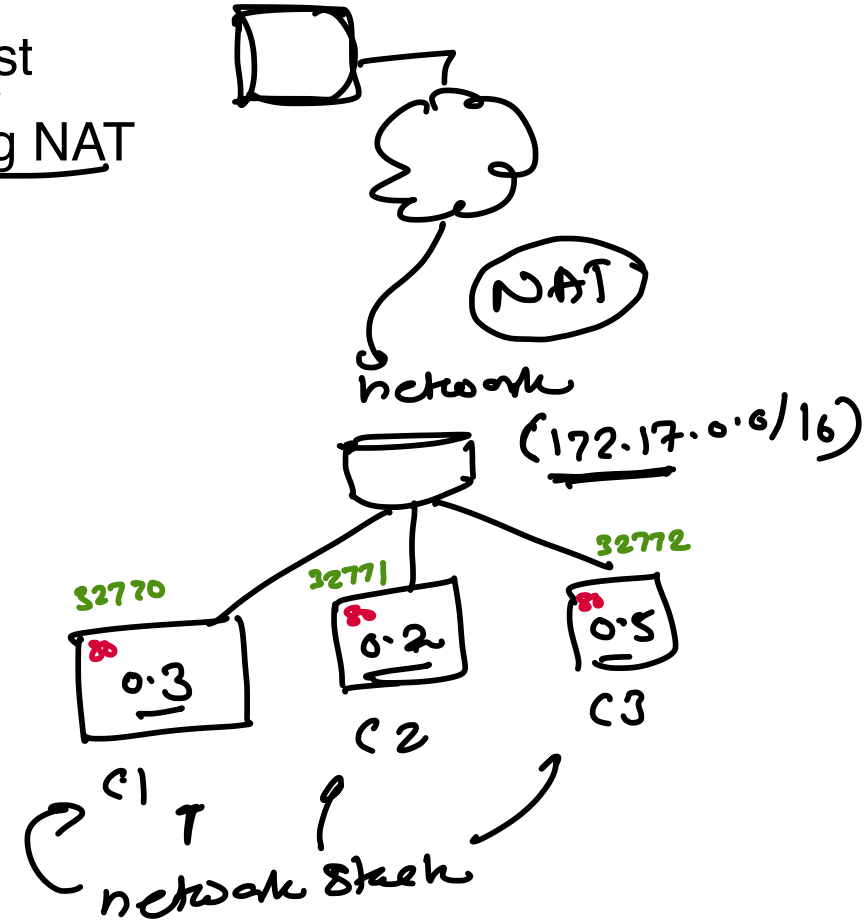 st
g NAT
NAT
network
(172.17.0.0/16)
32770
32771
32772
80
80
80
0.3
0.2
0.5
C1
C2
C3
network stack